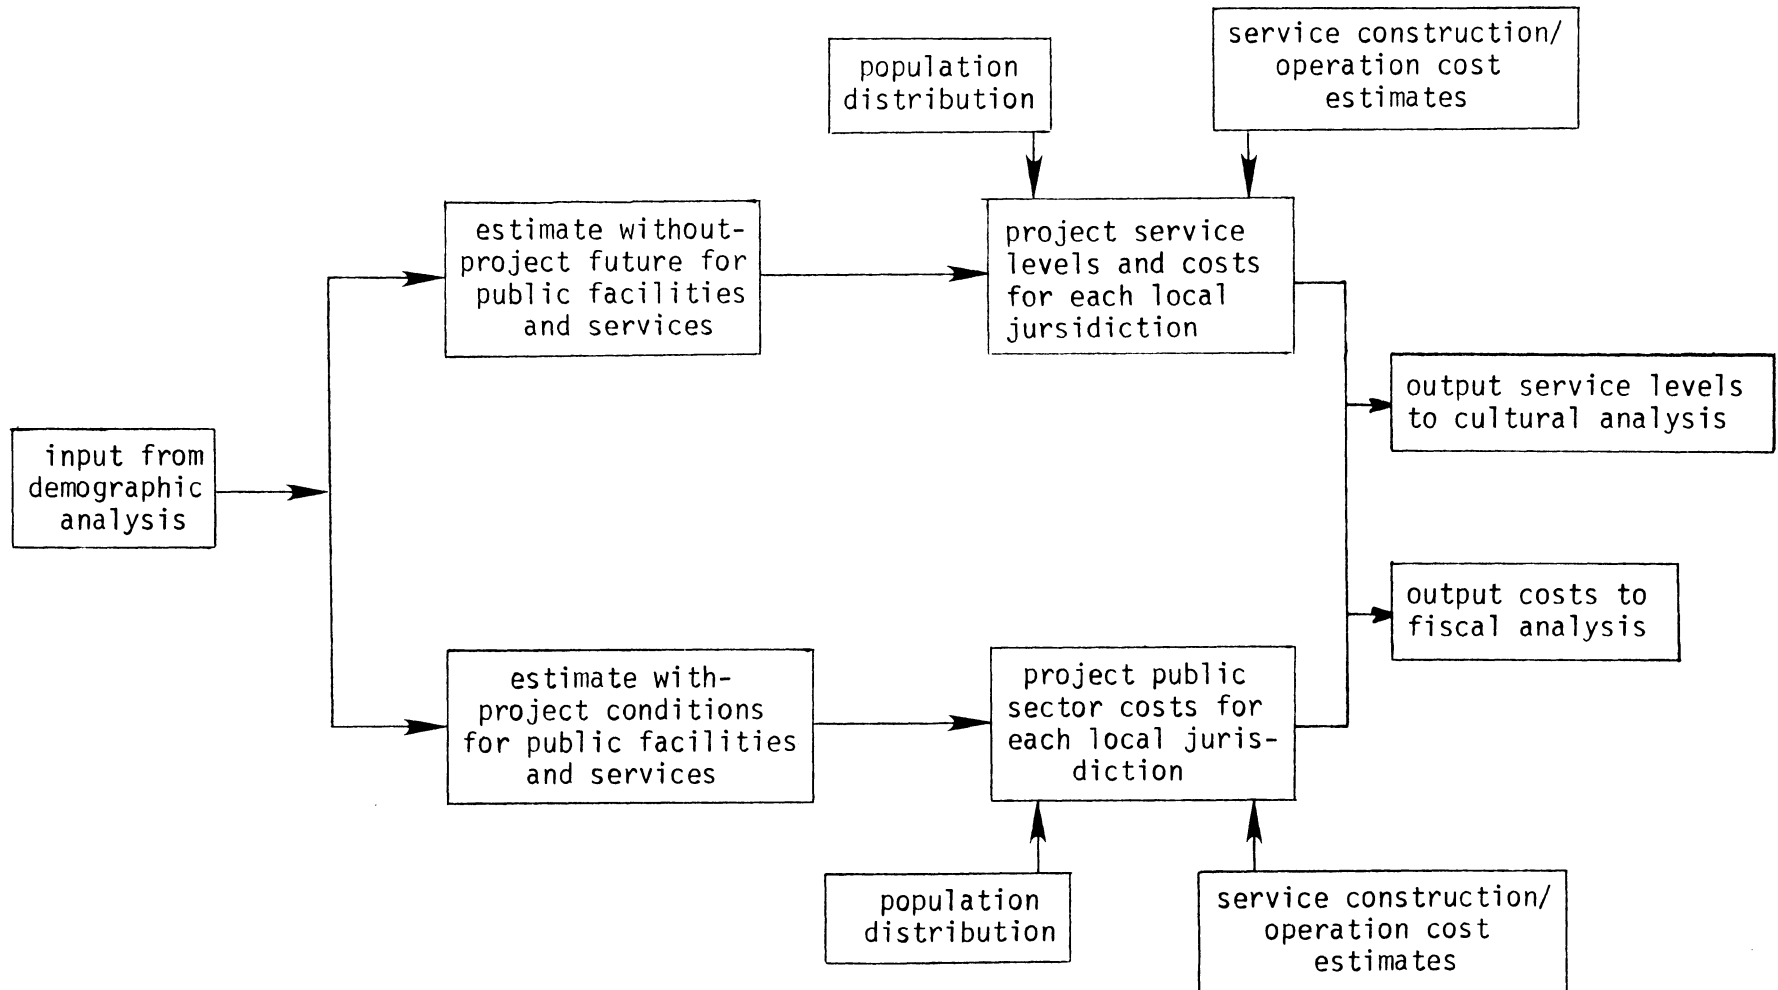 population
distribution
service construction/
operation cost
estimates
estimate without-
project future for
public facilities
and services
project service
levels and costs
for each local
jursidiction
output service levels
to cultural analysis
input from
demographic
analysis
output costs to
fiscal analysis
estimate with-
project conditions
for public facilities
and services
project public
sector costs for
each local juris-
diction
population
distribution
service construction/
operation cost
estimates